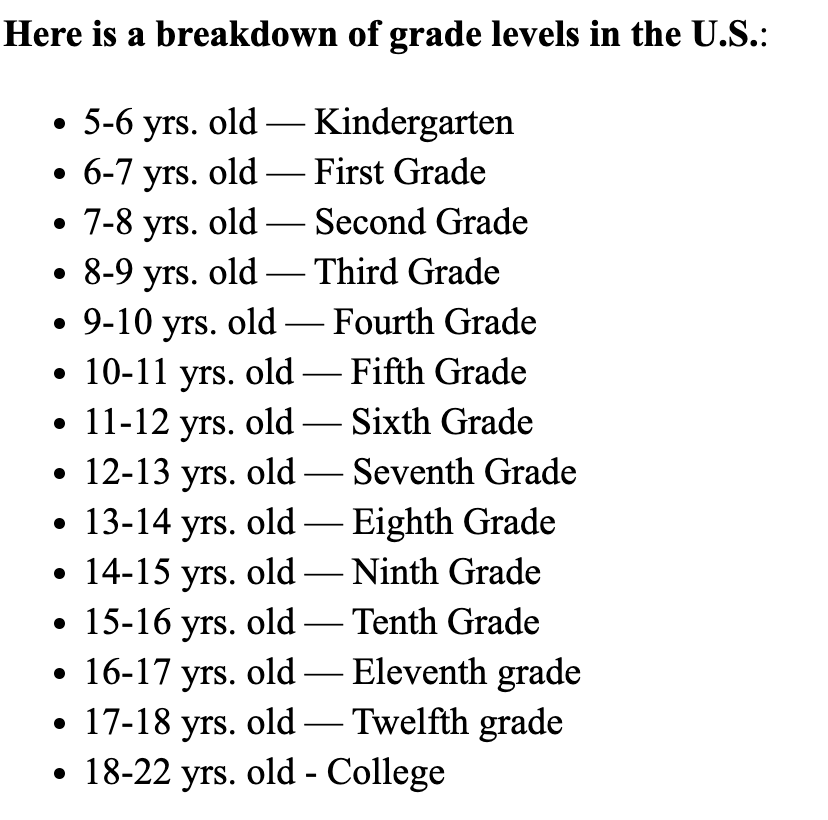 Here is a breakdown of grade levels in the U.S.:
• 5-6 yrs. old — Kindergarten
• 6-7 yrs. old — First Grade
• 7-8 yrs. old — Second Grade
• 8-9 yrs. old — Third Grade
• 9-10 yrs. old — Fourth Grade
• 10-11 yrs. old — Fifth Grade
• 11-12 yrs. old — Sixth Grade
• 12-13 yrs. old — Seventh Grade
• 13-14 yrs. old — Eighth Grade
• 14-15 yrs. old — Ninth Grade
• 15-16 yrs. old — Tenth Grade
• 16-17 yrs. old — Eleventh grade
• 17-18 yrs. old — Twelfth grade
• 18-22 yrs. old - College